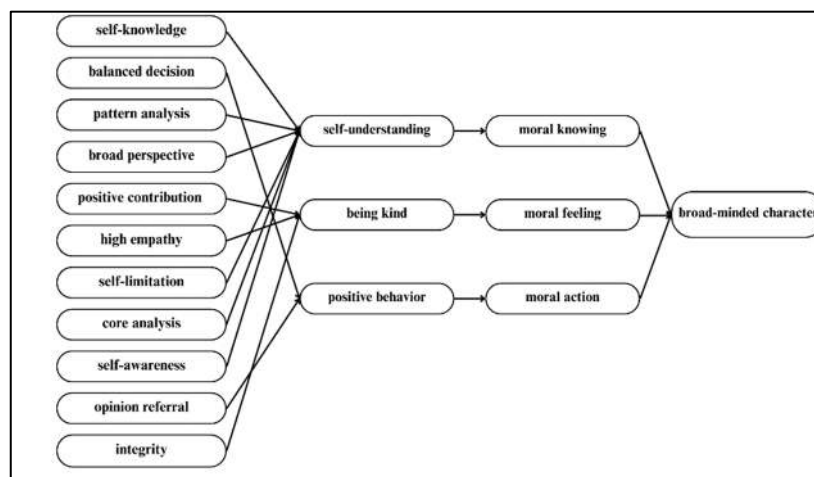 self-knowledge
balanced decision
pattern analysis
broad perspective
positive contribution
high empathy
self-limitation
core analysis
self-awareness
opinion referral
integrity
self-understanding
being kind
positive behavior
moral knowing
moral feeling
moral action
broad-minded character